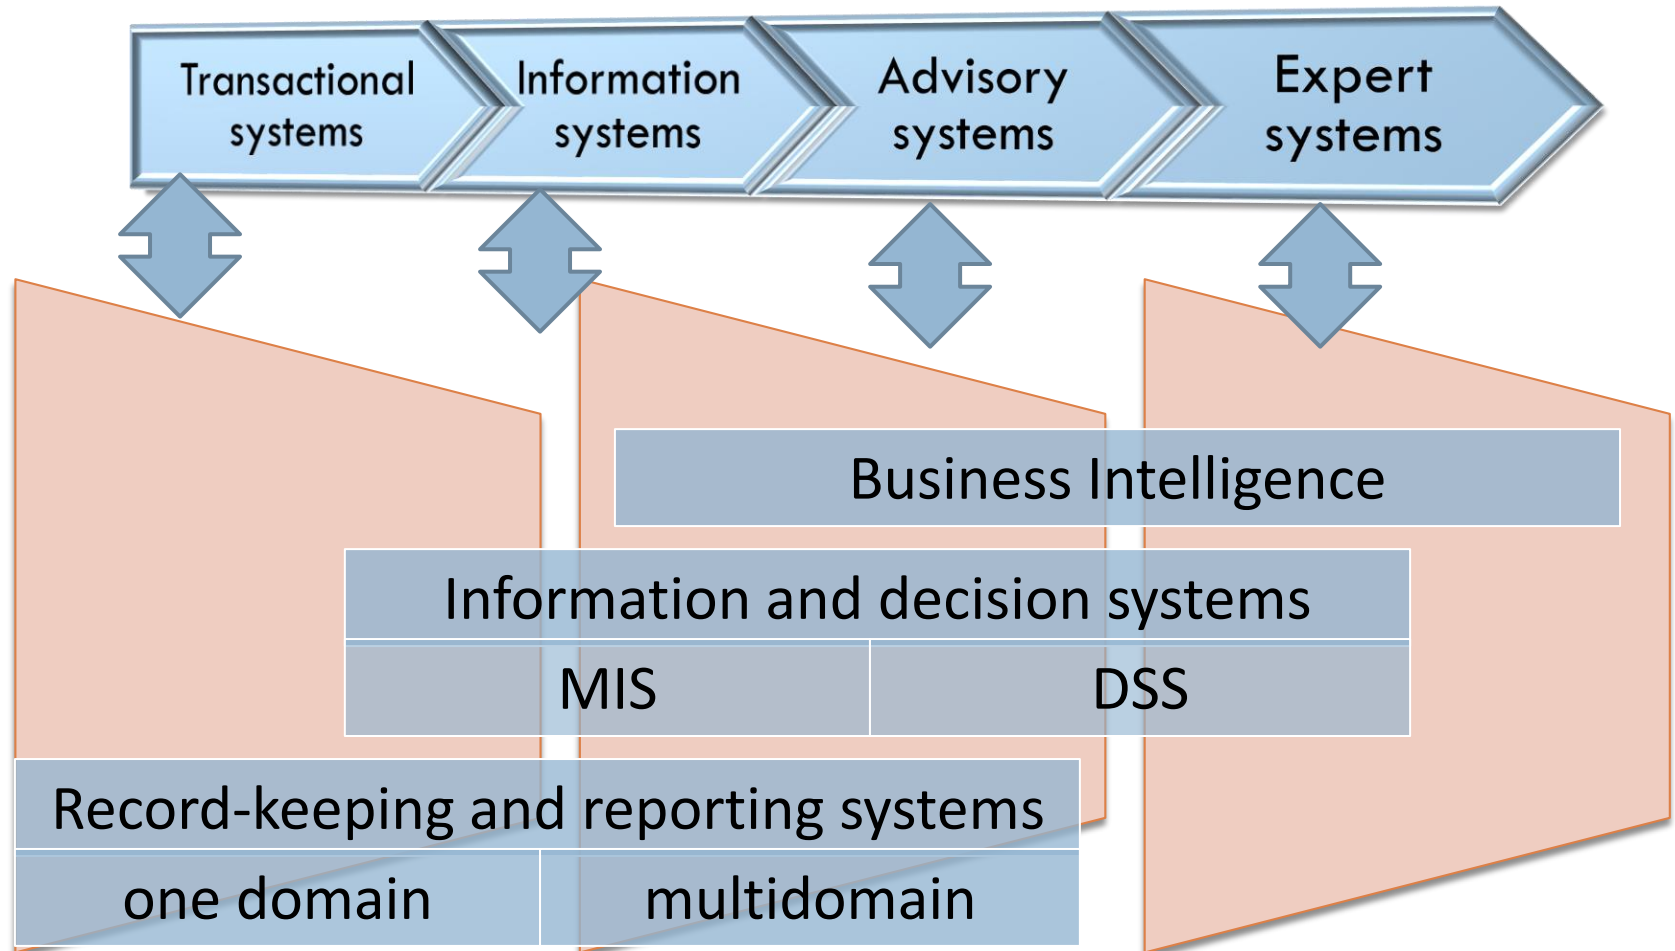 Transactional
systems
Information
systems
Advisory
systems
Expert
systems
Business Intelligence
Information and decision systems
MIS
DSS
Record-keeping and reporting systems
one domain
multidomain